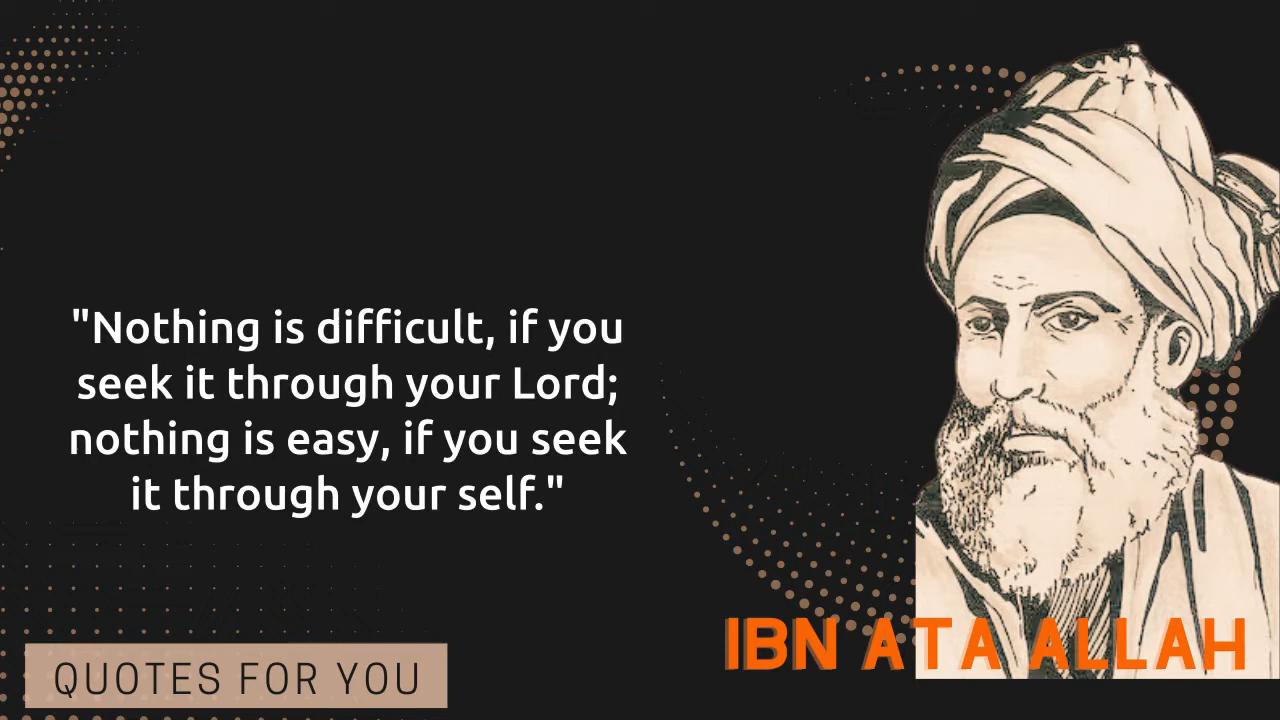 "Nothing is difficult, if you
seek it through your Lord;
nothing is easy, if you seek
it through your self."
IBN ATA ALLAH
QUOTES FOR YOU